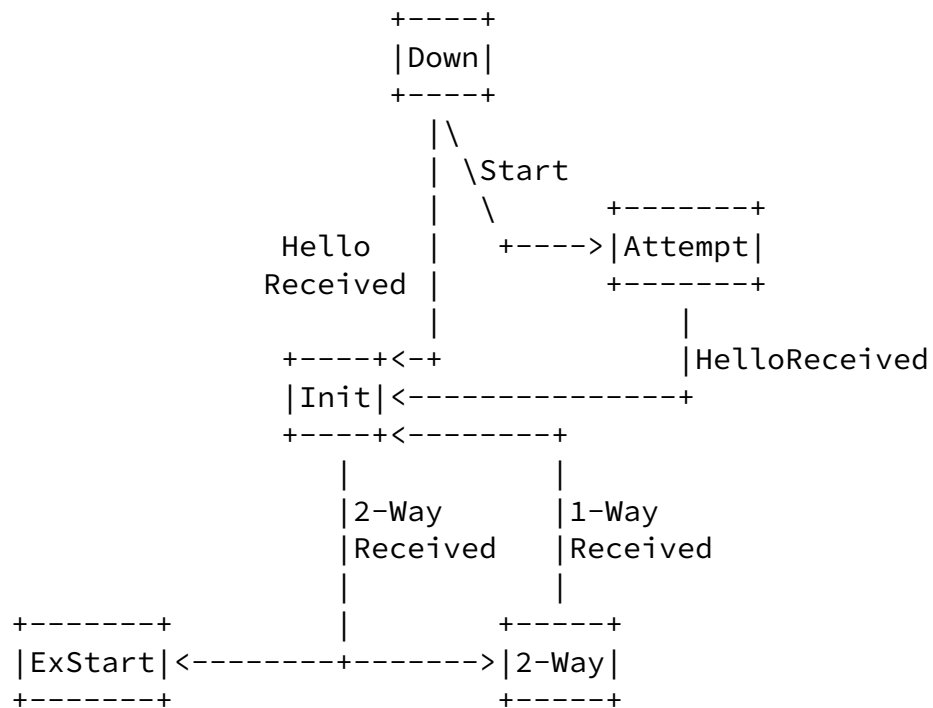 Down
Start
Attempt
Hello
Received
HelloReceived
Init
2-Way
Received
1-Way
Received
ExStart
2-Way